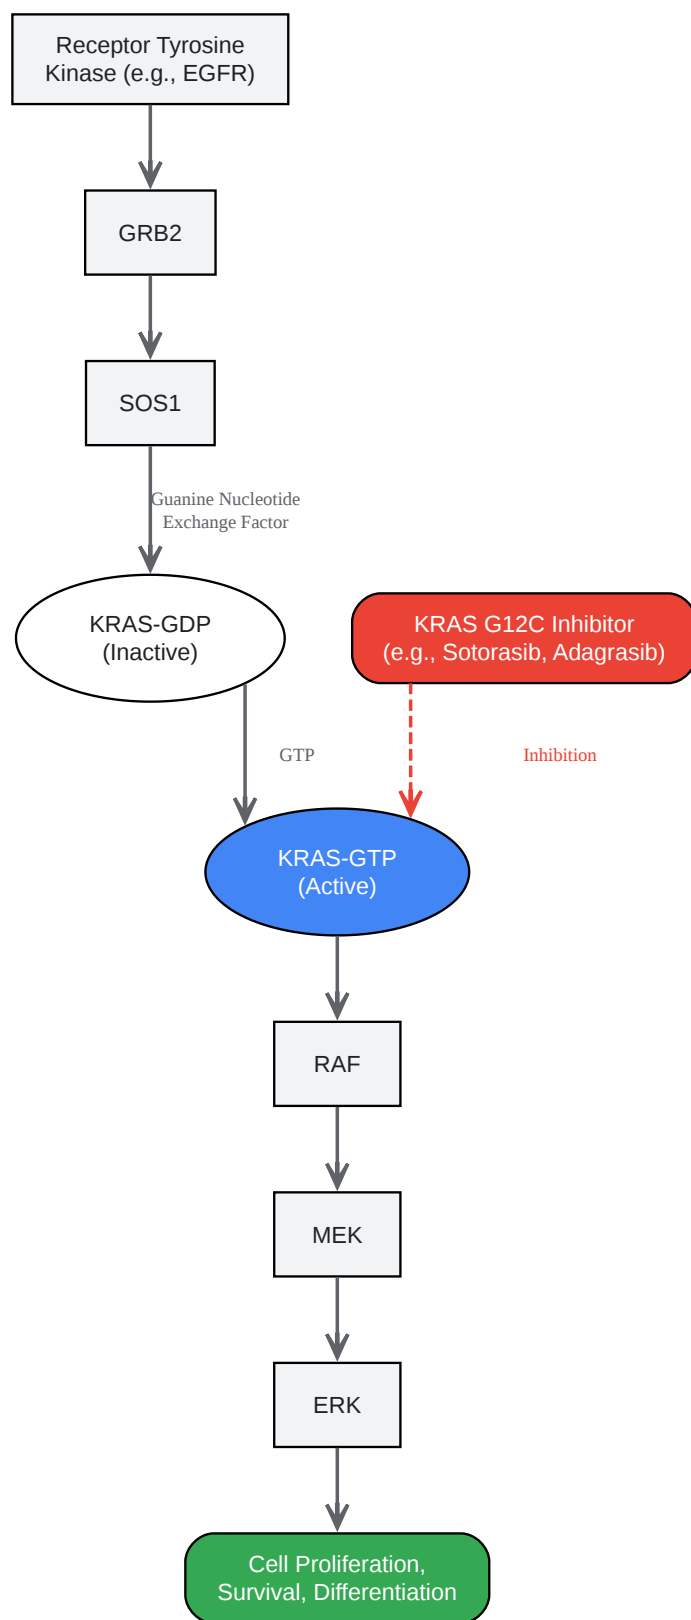 Receptor Tyrosine
Kinase (e.g., EGFR)
GRB2
SOS1
Guanine Nucleotide
Exchange Factor
KRAS-GDP
(Inactive)
KRAS G12C Inhibitor
(e.g., Sotorasib, Adagrasib)
GTP
Inhibition
KRAS-GTP
(Active)
RAF
MEK
ERK
Cell Proliferation,
Survival, Differentiation